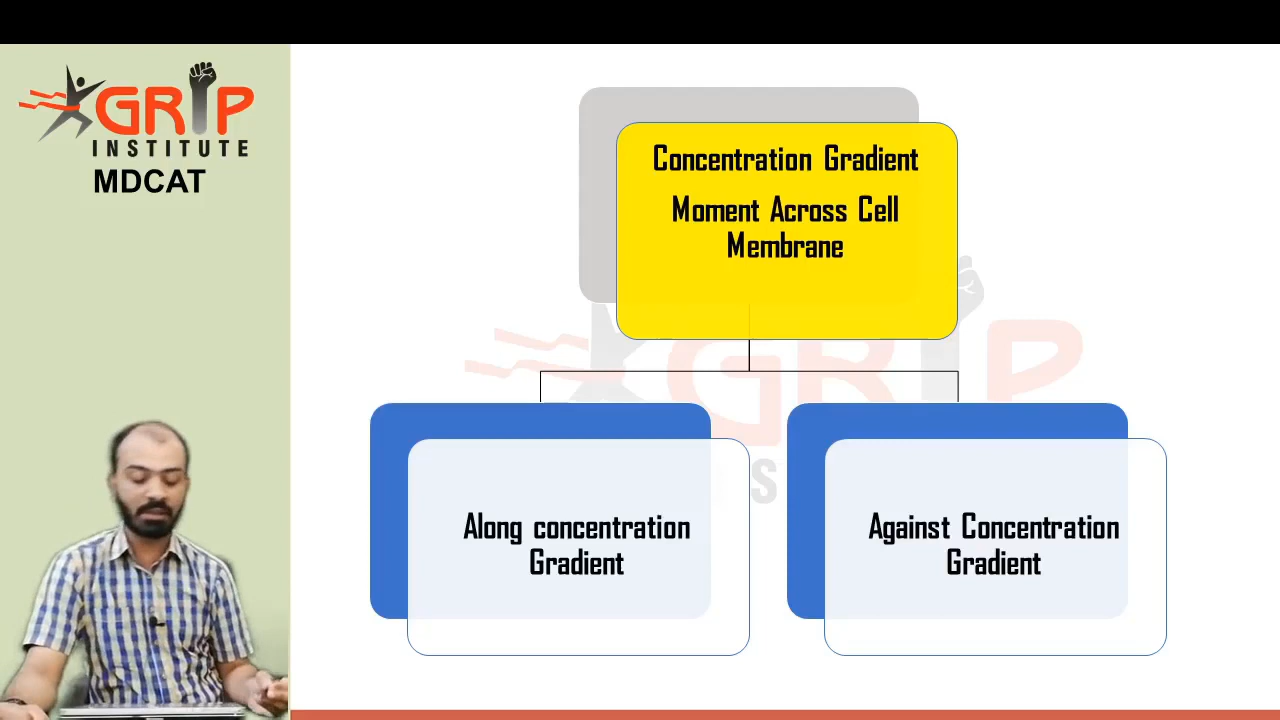 GRIP
INSTITUTE
MDCAT
Concentration Gradient
Moment Across Cell
Membrane
Along concentration
Gradient
Against Concentration
Gradient